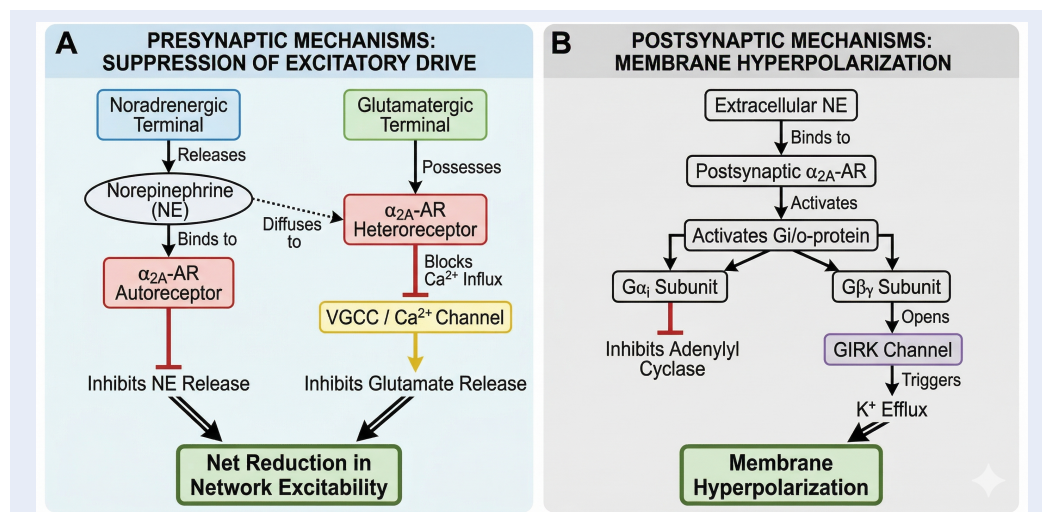 A
PRESYNAPTIC MECHANISMS:
SUPPRESSION OF EXCITATORY DRIVE
Noradrenergic
Terminal
Releases
Norepinephrine
(NE)
Binds to
α2A-AR
Autoreceptor
Inhibits NE Release
Diffuses
to
Glutamatergic
Terminal
Possesses
α2A-AR
Heteroreceptor
Blocks
Ca²⁺ Influx
VGCC / Ca²⁺ Channel
Inhibits Glutamate Release
Net Reduction in
Network Excitability
B
POSTSYNAPTIC MECHANISMS:
MEMBRANE HYPERPOLARIZATION
Extracellular NE
Binds to
Postsynaptic α2A-AR
Activates
Activates Gi/o-protein
Gαi Subunit
Inhibits Adenylyl
Cyclase
Gβγ Subunit
Opens
GIRK Channel
Triggers
K⁺ Efflux
Membrane
Hyperpolarization